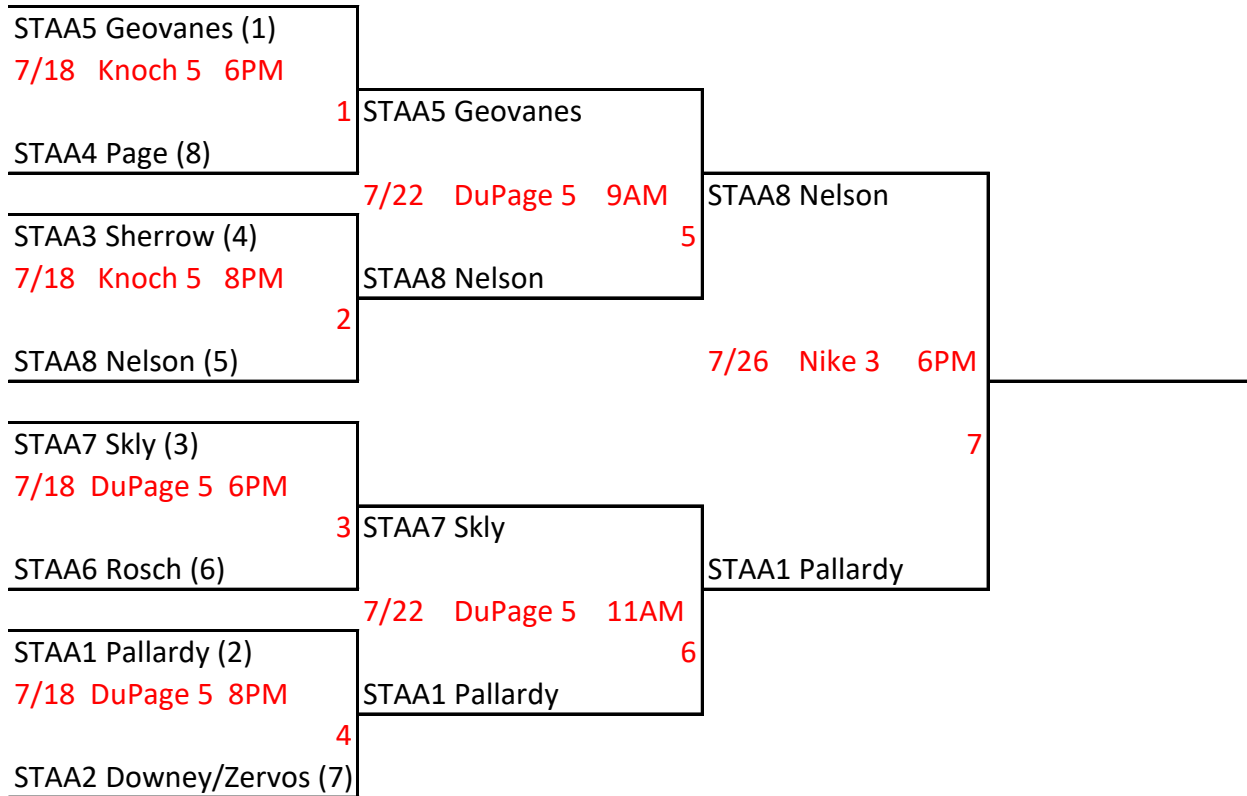 STAA5 Geovanes (1)
7/18 Knoch 5 6PM
1
STAA4 Page (8)
STAA3 Sherrow (4)
7/18 Knoch 5 8PM
2
STAA8 Nelson (5)
STAA7 Skly (3)
7/18 DuPage 5 6PM
3
STAA6 Rosch (6)
STAA1 Pallardy (2)
7/18 DuPage 5 8PM
4
STAA2 Downey/Zervos (7)
STAA5 Geovanes
7/22 DuPage 5 9AM
5
STAA8 Nelson
STAA7 Skly
7/22 DuPage 5 11AM
6
STAA1 Pallardy
STAA8 Nelson
7/26 Nike 3 6PM
7
STAA1 Pallardy